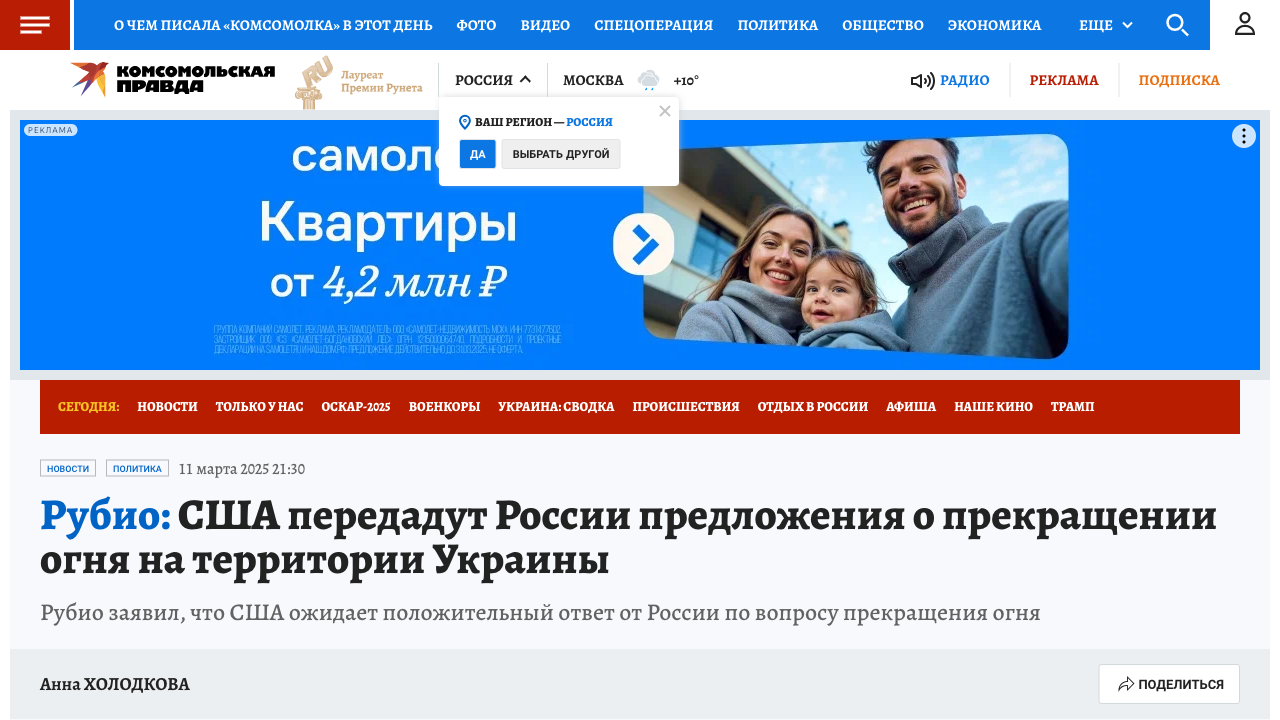 О ЧЕМ ПИСАЛА «КОМСОМОЛКА» В ЭТОТ ДЕНЬ ФОТО ВИДЕО СПЕЦОПЕРАЦИЯ ПОЛИТИКА ОБЩЕСТВО ЭКОНОМИКА ЕЩЕ
КОМСОМОЛЬСКАЯ
ПРАВДА
.RU
Лауреат
Премии Рунета
РОССИЯ МОСКВА +10° РАДИО РЕКЛАМА ПОДПИСКА
ВАШ РЕГИОН — РОССИЯ
ДА ВЫБРАТЬ ДРУГОЙ
РЕКЛАМА
самоле
Квартиры
от 4,2 млн ₽
СЕГОДНЯ: НОВОСТИ ТОЛЬКО У НАС ОСКАР-2025 ВОЕНКОРЫ УКРАИНА: СВОДКА ПРОИСШЕСТВИЯ ОТДЫХ В РОССИИ АФИША НАШЕ КИНО ТРАМП
НОВОСТИ ПОЛИТИКА 11 марта 2025 21:30
Рубио: США передадут России предложения о прекращении
огня на территории Украины
Рубио заявил, что США ожидает положительный ответ от России по вопросу прекращения огня
Анна ХОЛОДКОВА ПОДЕЛИТЬСЯ